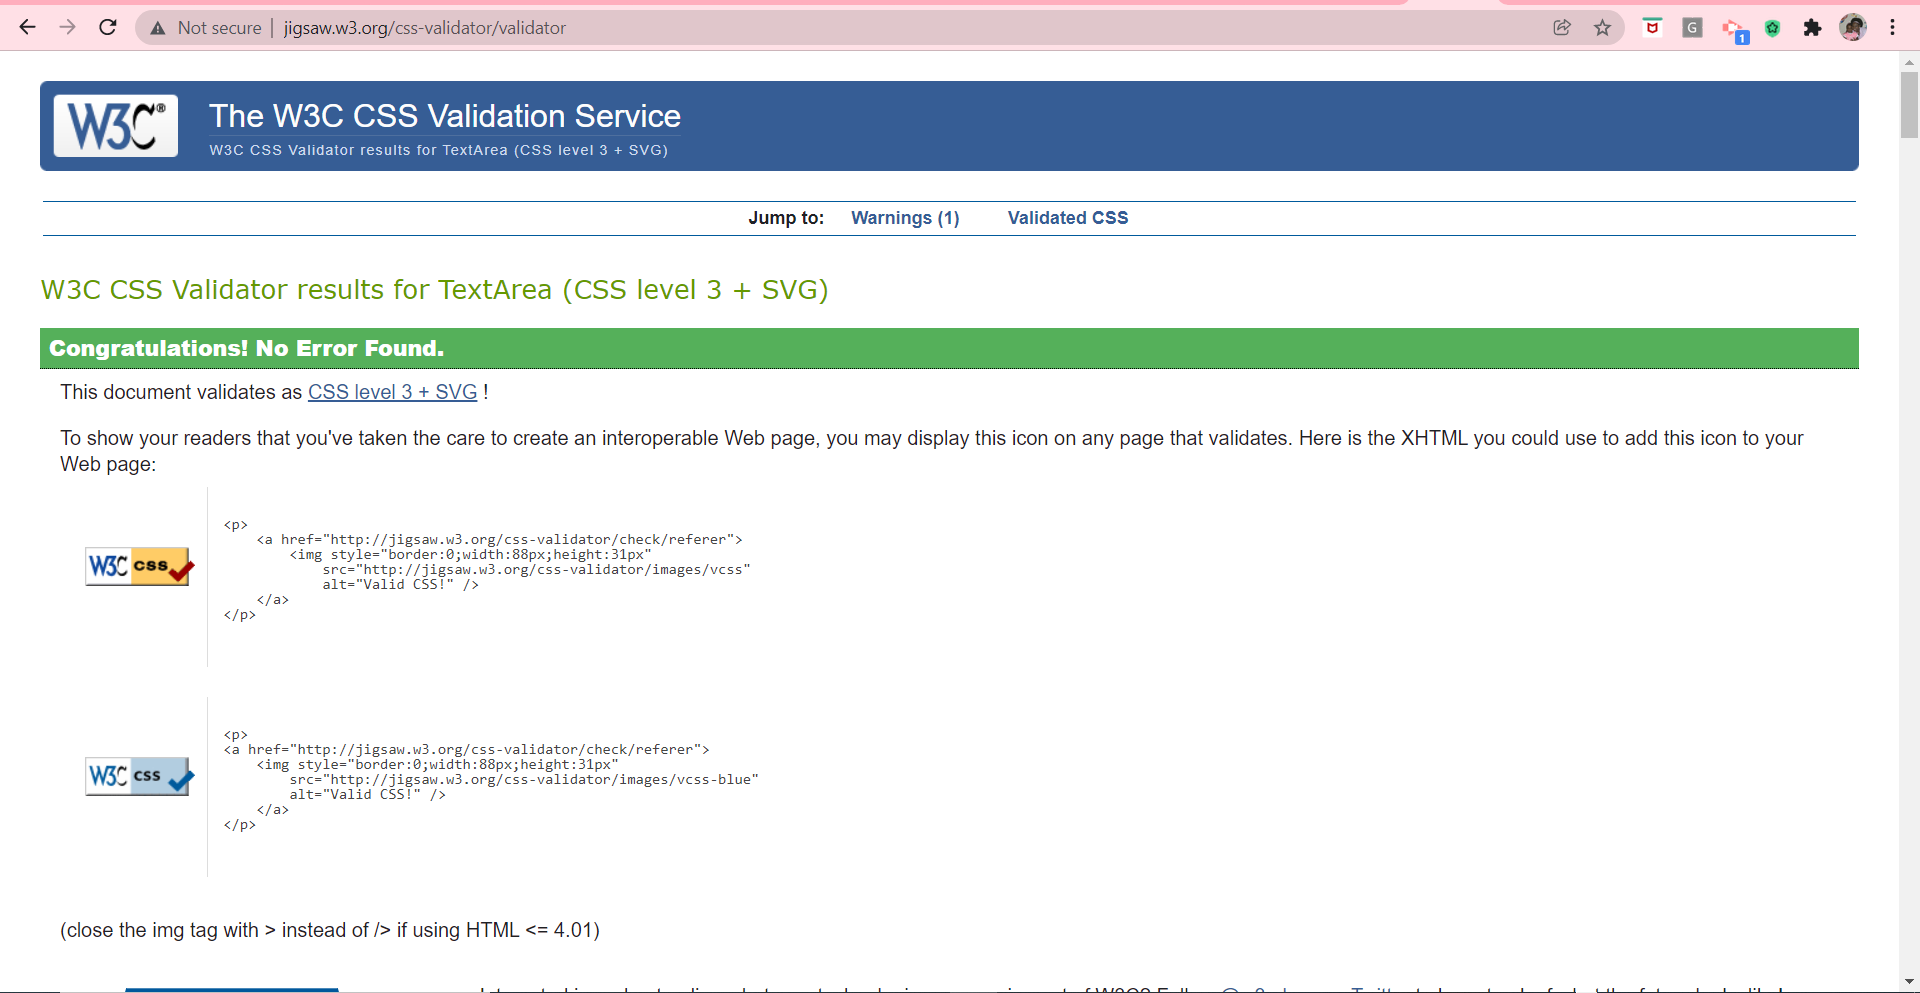 Not secure | jigsaw.w3.org/css-validator/validator
G
1
W3C®
The W3C CSS Validation Service
W3C CSS Validator results for TextArea (CSS level 3 + SVG)
Jump to: Warnings (1) Validated CSS
W3C CSS Validator results for TextArea (CSS level 3 + SVG)
Congratulations! No Error Found.
This document validates as CSS level 3 + SVG !
To show your readers that you've taken the care to create an interoperable Web page, you may display this icon on any page that validates. Here is the XHTML you could use to add this icon to your
Web page:
W3C css
<p>
<a href="http://jigsaw.w3.org/css-validator/check/referer">
<img style="border:0;width:88px;height:31px"
src="http://jigsaw.w3.org/css-validator/images/vcss"
alt="Valid CSS!" />
</a>
</p>
W3C css
<p>
<a href="http://jigsaw.w3.org/css-validator/check/referer">
<img style="border:0;width:88px;height:31px"
src="http://jigsaw.w3.org/css-validator/images/vcss-blue"
alt="Valid CSS!" />
</a>
</p>
(close the img tag with > instead of /> if using HTML <= 4.01)